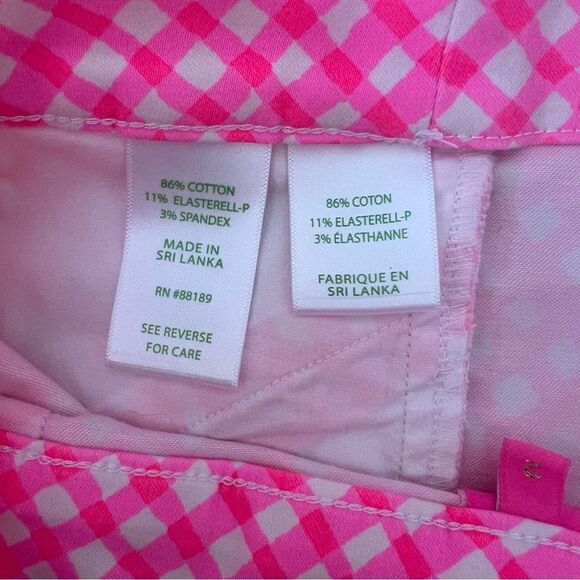 86% COTTON
11% ELASTERELL-P
3% SPANDEX
MADE IN
SRI LANKA
RN #88189
SEE REVERSE
FOR CARE
86% COTON
11% ELASTERELL-P
3% ÉLASTHANNE
FABRIQUE EN
SRI LANKA